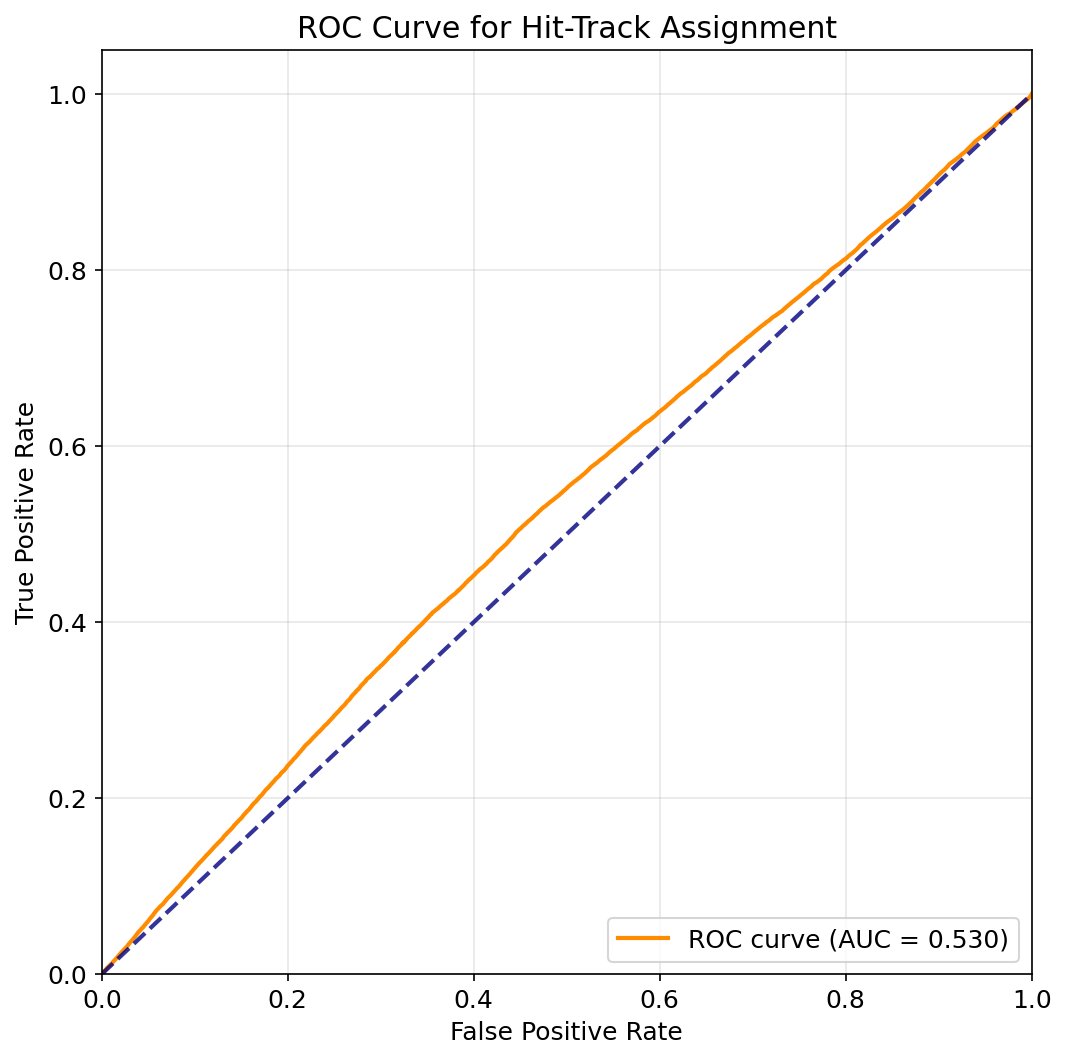 ROC Curve for Hit-Track Assignment
1.0
0.8
0.6
0.4
0.2
0.0
True Positive Rate
ROC curve (AUC = 0.530)
0.0 0.2 0.4 0.6 0.8 1.0
False Positive Rate